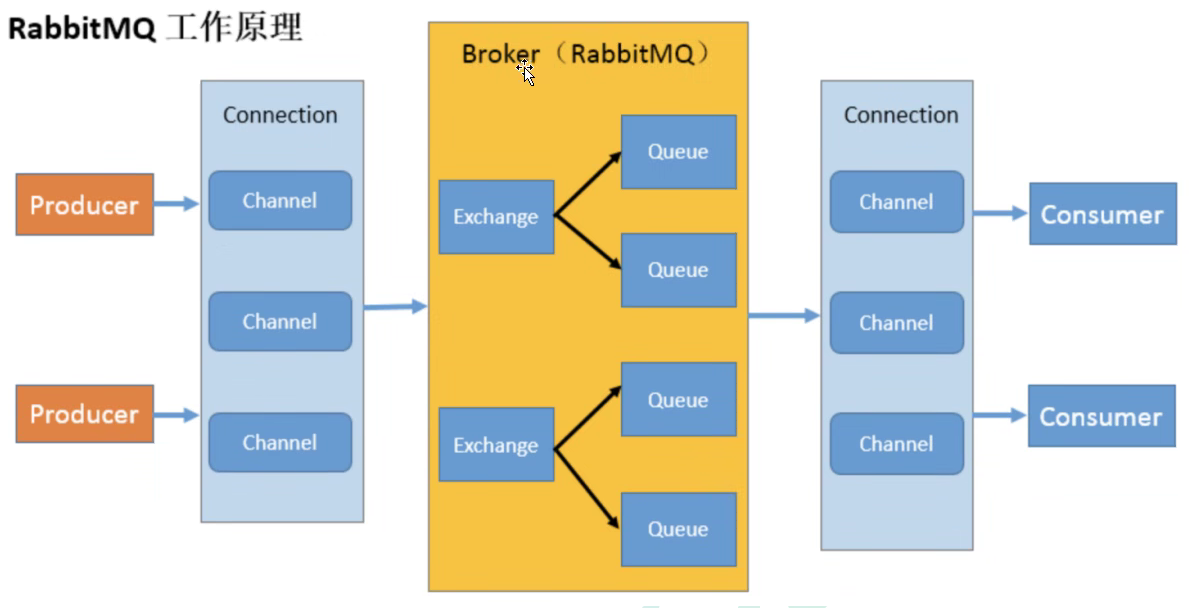 RabbitMQ 工作原理
Broker（RabbitMQ）
Connection
Connection
Producer
Producer
Channel
Channel
Channel
Exchange
Queue
Queue
Exchange
Queue
Queue
Channel
Channel
Channel
Consumer
Consumer